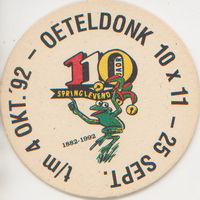 OETELDONK 10 x 11 – 25 SEPT. t/m 4 OKT. '92 –
110
SPRINGLEVEND
1882-1992